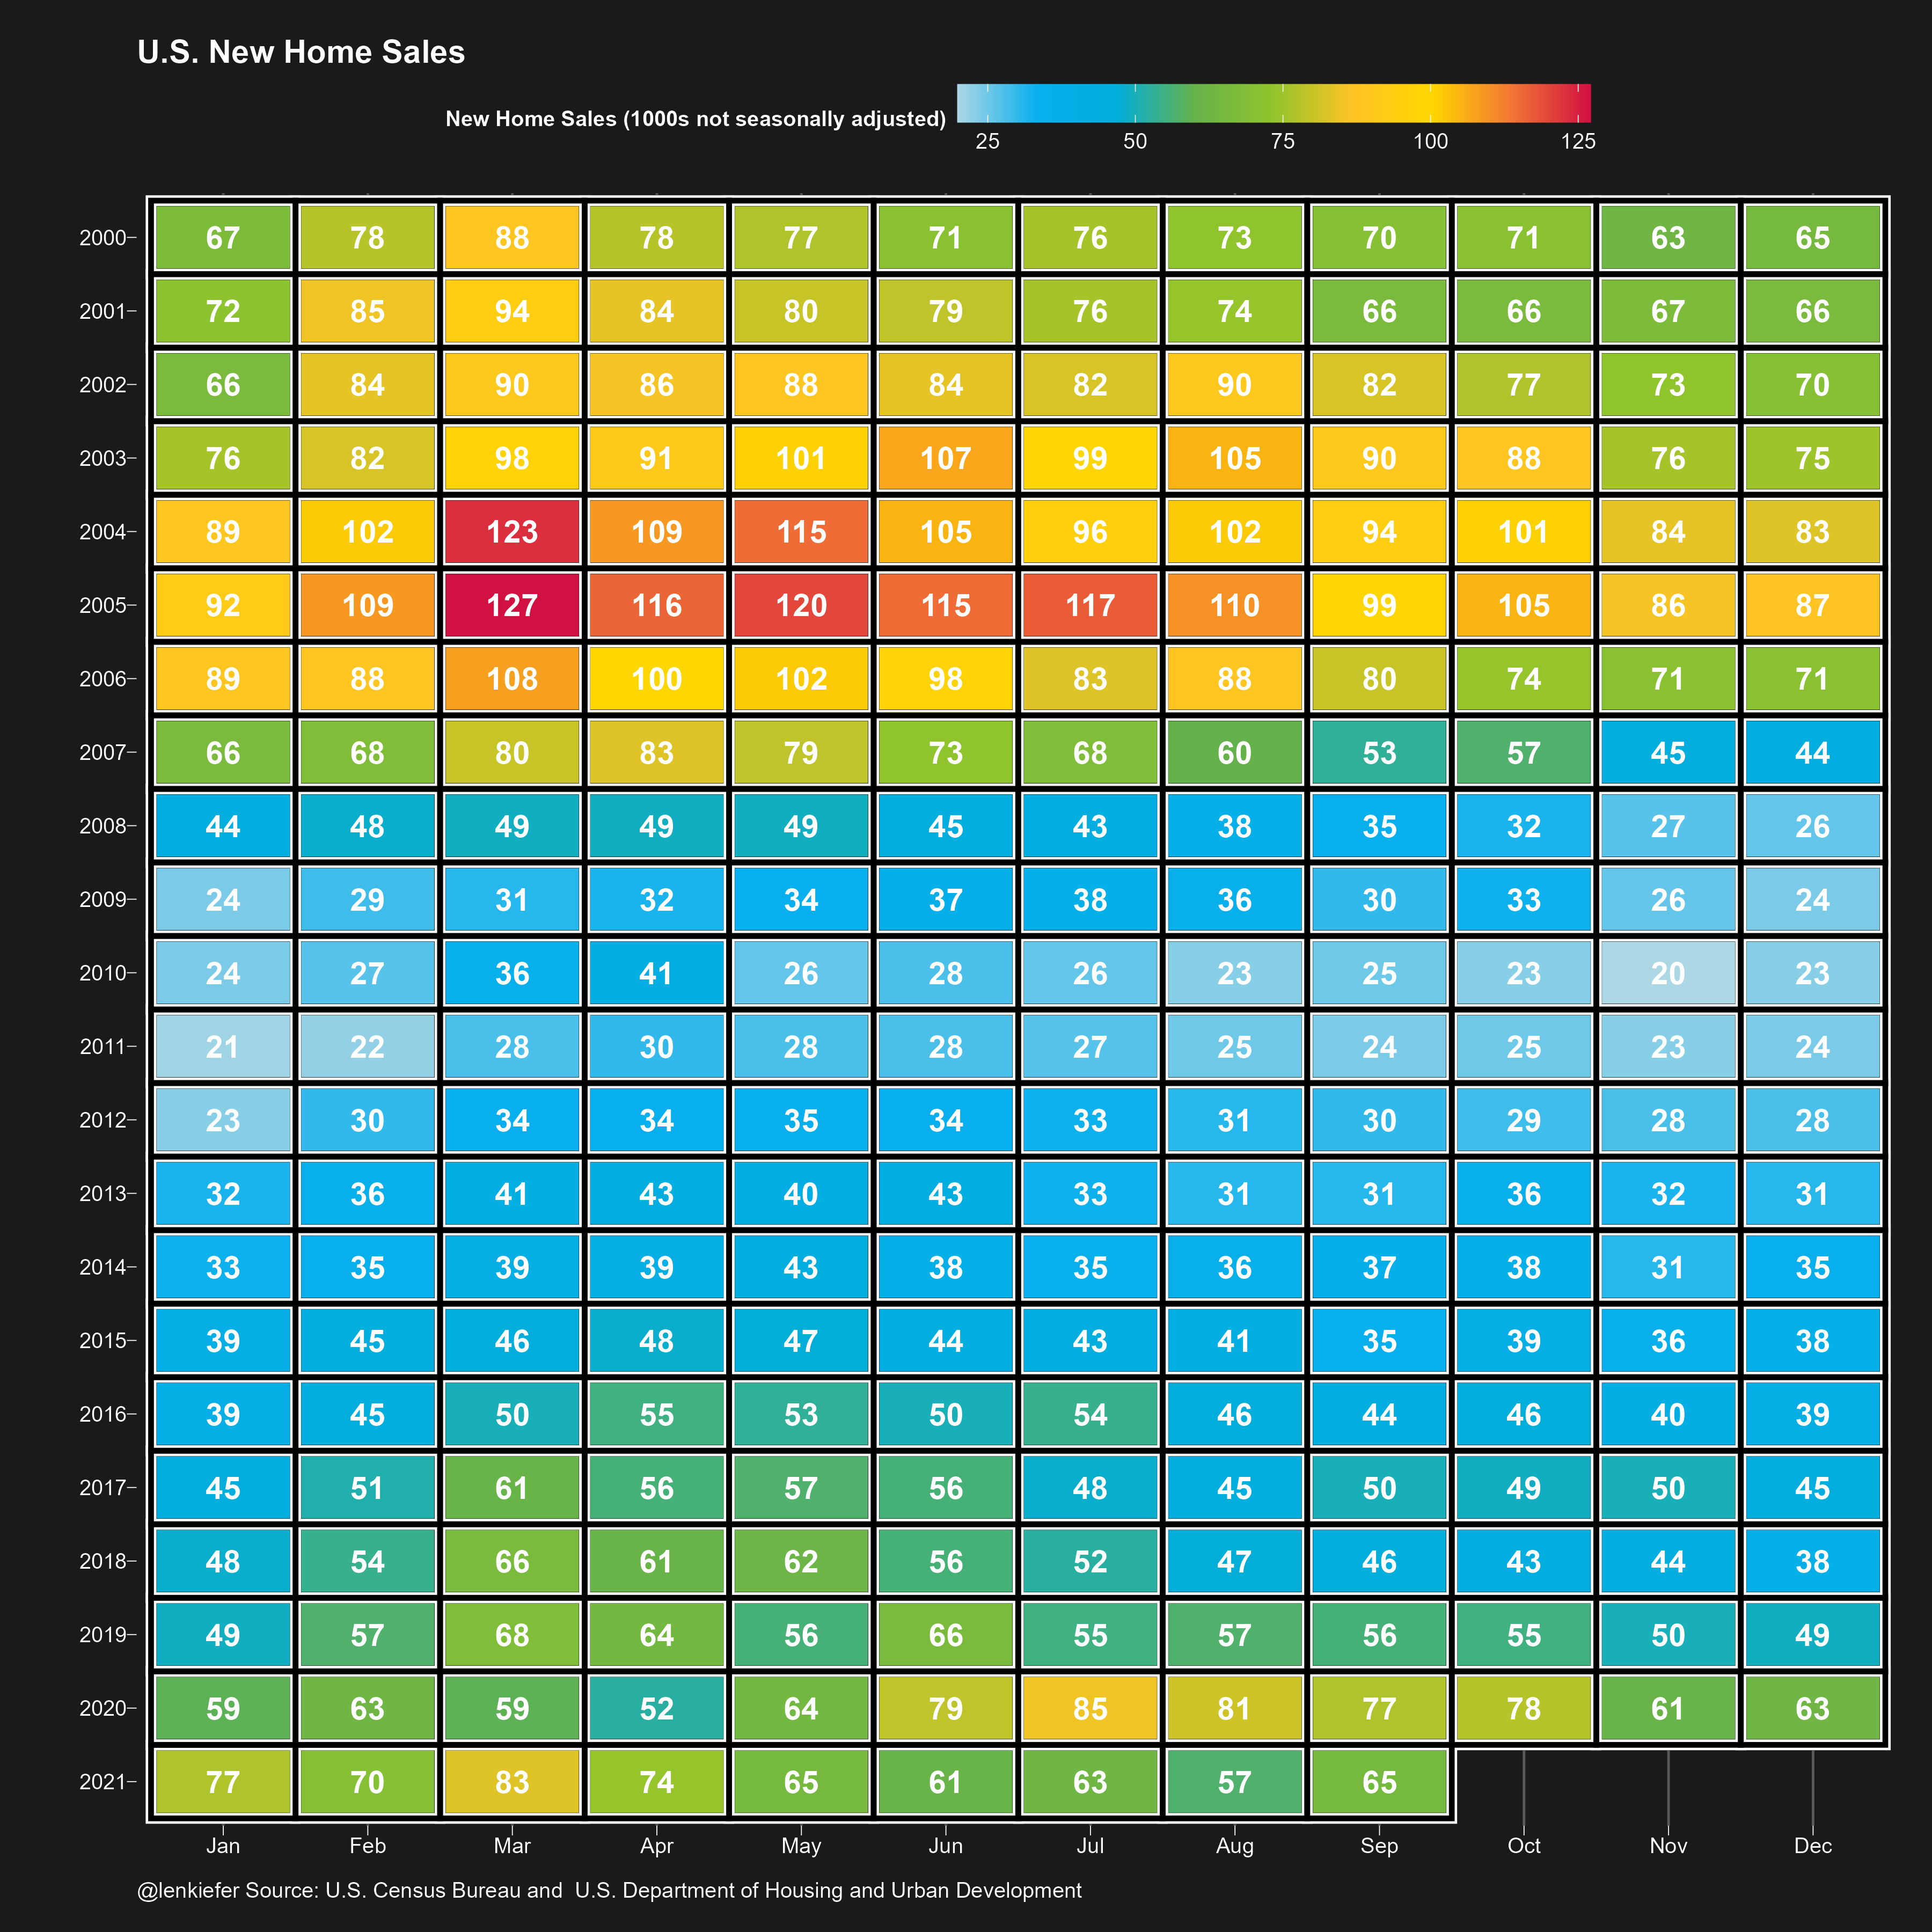 U.S. New Home Sales
New Home Sales (1000s not seasonally adjusted)
25 50 75 100 125
2000 67 78 88 78 77 71 76 73 70 71 63 65
2001 72 85 94 84 80 79 76 74 66 66 67 66
2002 66 84 90 86 88 84 82 90 82 77 73 70
2003 76 82 98 91 101 107 99 105 90 88 76 75
2004 89 102 123 109 115 105 96 102 94 101 84 83
2005 92 109 127 116 120 115 117 110 99 105 86 87
2006 89 88 108 100 102 98 83 88 80 74 71 71
2007 66 68 80 83 79 73 68 60 53 57 45 44
2008 44 48 49 49 49 45 43 38 35 32 27 26
2009 24 29 31 32 34 37 38 36 30 33 26 24
2010 24 27 36 41 26 28 26 23 25 23 20 23
2011 21 22 28 30 28 28 27 25 24 25 23 24
2012 23 30 34 34 35 34 33 31 30 29 28 28
2013 32 36 41 43 40 43 33 31 31 36 32 31
2014 33 35 39 39 43 38 35 36 37 38 31 35
2015 39 45 46 48 47 44 43 41 35 39 36 38
2016 39 45 50 55 53 50 54 46 44 46 40 39
2017 45 51 61 56 57 56 48 45 50 49 50 45
2018 48 54 66 61 62 56 52 47 46 43 44 38
2019 49 57 68 64 56 66 55 57 56 55 50 49
2020 59 63 59 52 64 79 85 81 77 78 61 63
2021 77 70 83 74 65 61 63 57 65
Jan Feb Mar Apr May Jun Jul Aug Sep Oct Nov Dec
@lenkiefer Source: U.S. Census Bureau and  U.S. Department of Housing and Urban Development